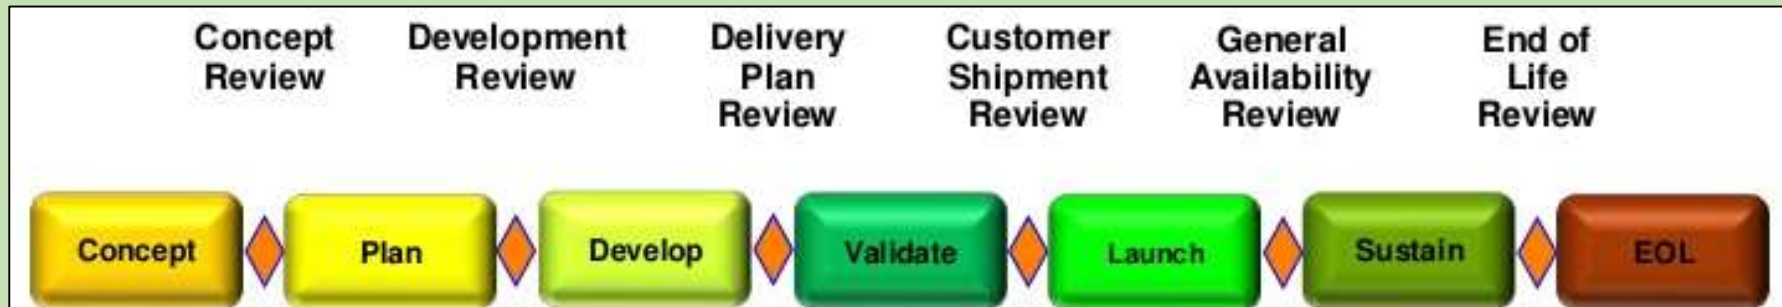 Concept
Review
Development
Review
Delivery
Plan
Review
Customer
Shipment
Review
General
Availability
Review
End of
Life
Review
Concept
Plan
Develop
Validate
Launch
Sustain
EOL